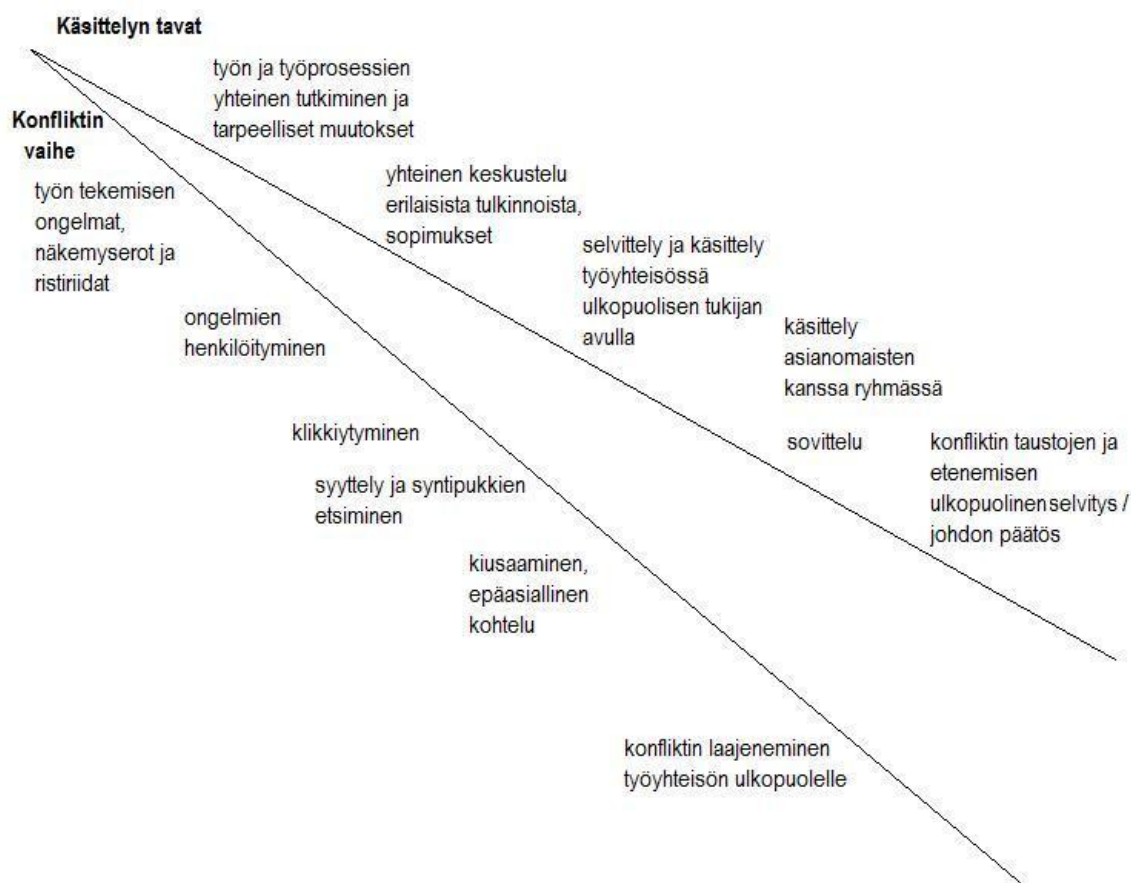 Käsittelyn tavat
työn ja työprosessien
yhteinen tutkiminen ja
tarpeelliset muutokset
Konfliktin
vaihe
työn tekemisen
ongelmat,
näkemyserot ja
ristiriidat
yhteinen keskustelu
erilaisista tulkinnoista,
sopimukset
selvittely ja käsittely
työyhteisössä
ulkopuolisen tukijan
avulla
ongelmien
henkilöityminen
käsittely
asianomaisten
kanssa ryhmässä
klikkiytyminen
sovittelu
konfliktin taustojen ja
etenemisen
ulkopuolinen selvitys /
johdon päätös
syyttely ja syntipukkien
etsiminen
kiusaaminen,
epäasiallinen
kohtelu
konfliktin laajeneminen
työyhteisön ulkopuolelle